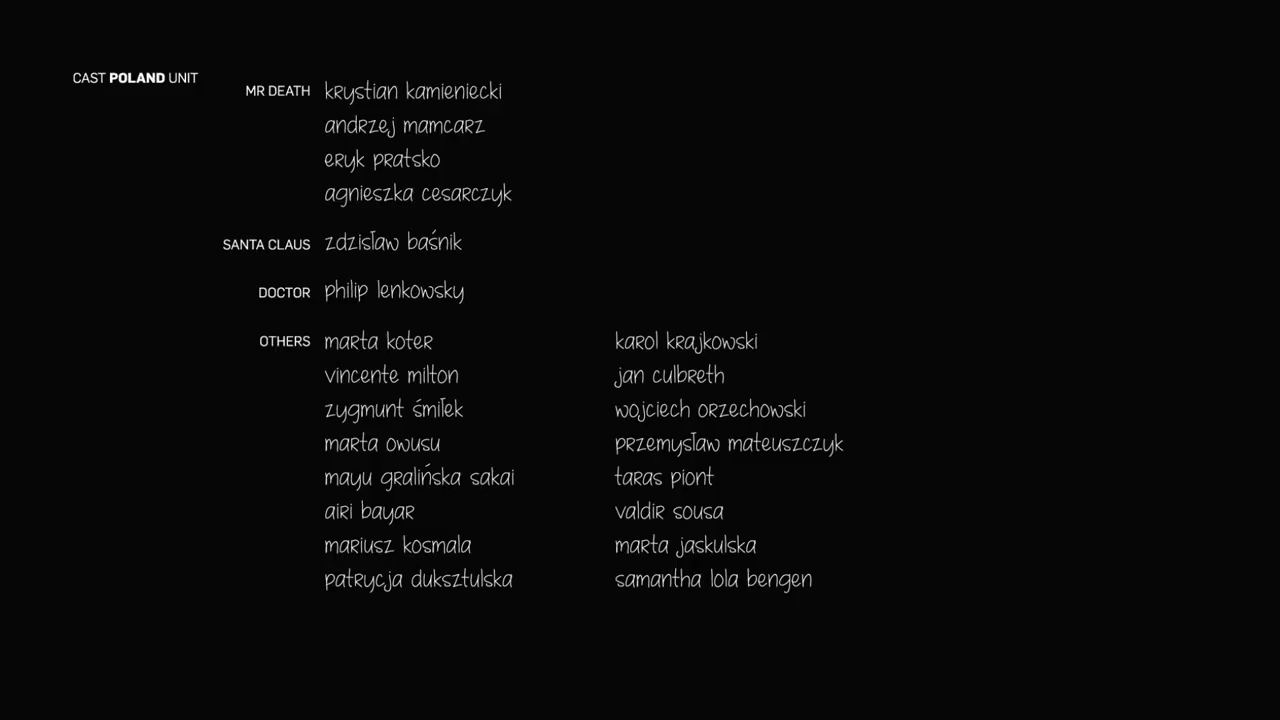 CAST POLAND UNIT
MR DEATH krystian kamieniecki
andrzej mamcarz
eryk pratsko
agnieszka cesarczyk
SANTA CLAUS zdzisław baśnik
DOCTOR philip lenkowsky
OTHERS marta koter karol krajkowski
vincente milton jan culbreth
zygmunt śmiłek wojciech orzechowski
marta owusu przemysław mateuszczyk
mayu gralińska sakai taras piont
airi bayar valdir sousa
mariusz kosmala marta jaskulska
patrycja duksztulska samantha lola bengen